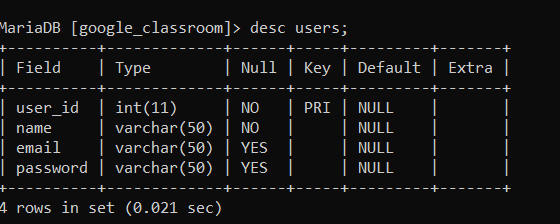 MariaDB [google_classroom]> desc users;
+----------+-------------+------+-----+---------+-------+
| Field    | Type        | Null | Key | Default | Extra |
+----------+-------------+------+-----+---------+-------+
| user_id  | int(11)     | NO   | PRI | NULL    |       |
| name     | varchar(50) | NO   |     | NULL    |       |
| email    | varchar(50) | YES  |     | NULL    |       |
| password | varchar(50) | YES  |     | NULL    |       |
+----------+-------------+------+-----+---------+-------+
4 rows in set (0.021 sec)